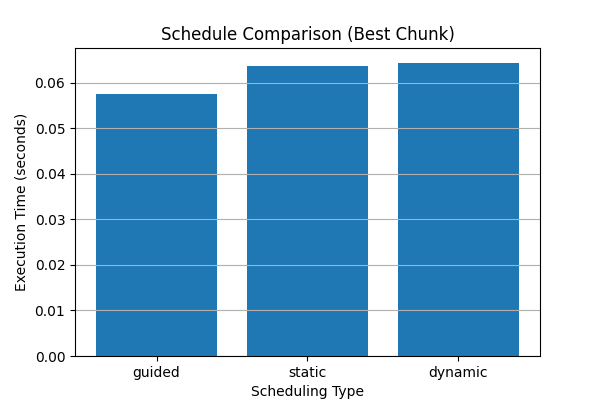 Schedule Comparison (Best Chunk)
Execution Time (seconds)
0.06
0.05
0.04
0.03
0.02
0.01
0.00
guided static dynamic
Scheduling Type